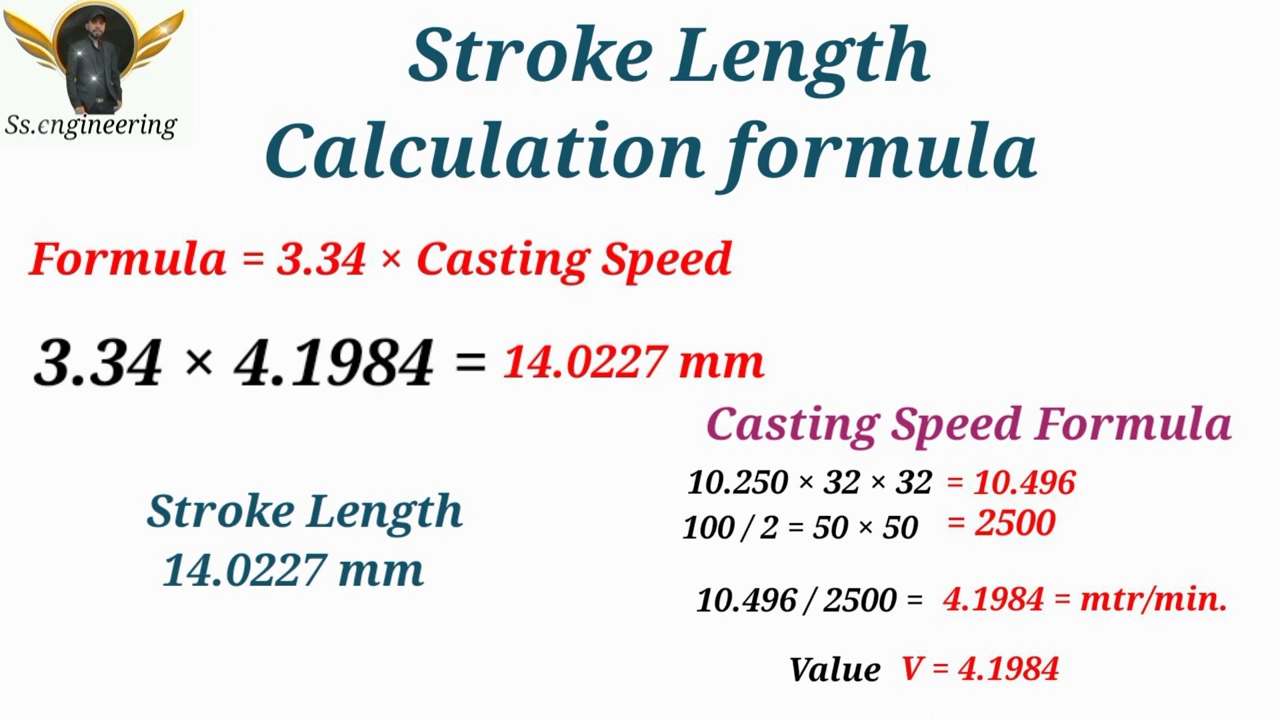 Ss.engineering
Stroke Length
Calculation formula
Formula = 3.34 × Casting Speed
3.34 × 4.1984 = 14.0227 mm
Casting Speed Formula
10.250 × 32 × 32 = 10.496
100 / 2 = 50 × 50 = 2500
Stroke Length
14.0227 mm
10.496 / 2500 = 4.1984 = mtr/min.
Value V = 4.1984